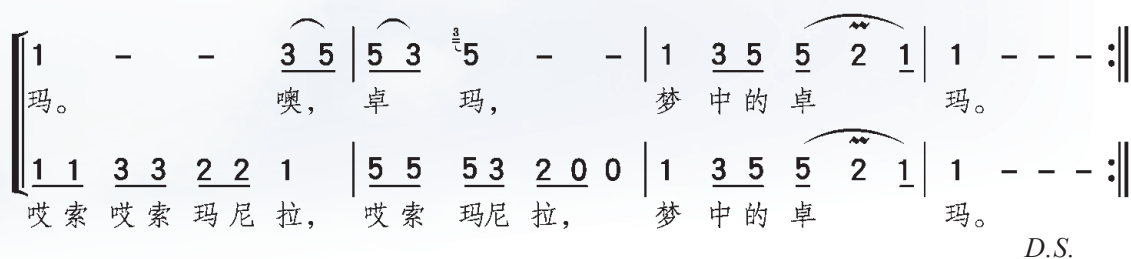 1 - - 3 5 | 5 3 3 5 - - | 1 3 5 5 2 1 | 1 - - - :‖
玛。 噢， 卓 玛， 梦 中 的 卓 玛。
1 1 3 3 2 2 1 | 5 5 5 3 2 0 0 | 1 3 5 5 2 1 | 1 - - - :‖
哎 索 哎 索 玛 尼 拉， 哎 索 玛尼 拉， 梦 中 的 卓 玛。
D.S.